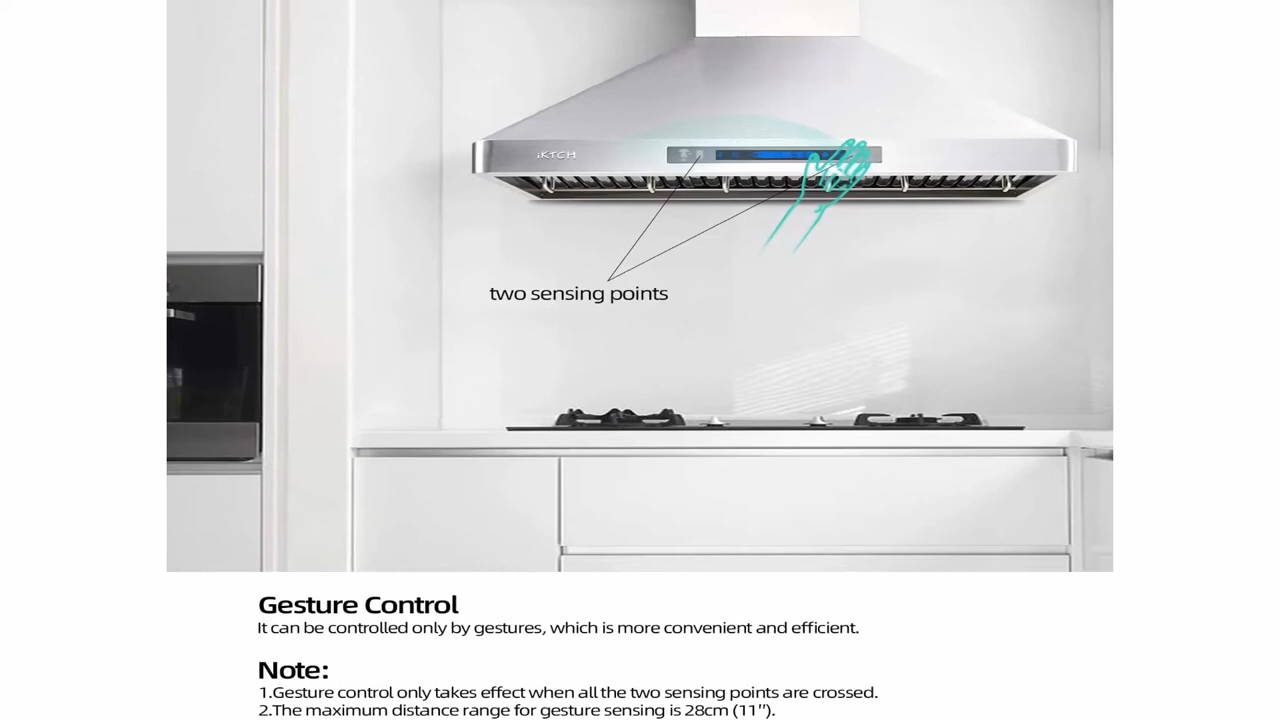 iKTCH
two sensing points
Gesture Control
It can be controlled only by gestures, which is more convenient and efficient.
Note:
1.Gesture control only takes effect when all the two sensing points are crossed.
2.The maximum distance range for gesture sensing is 28cm (11").